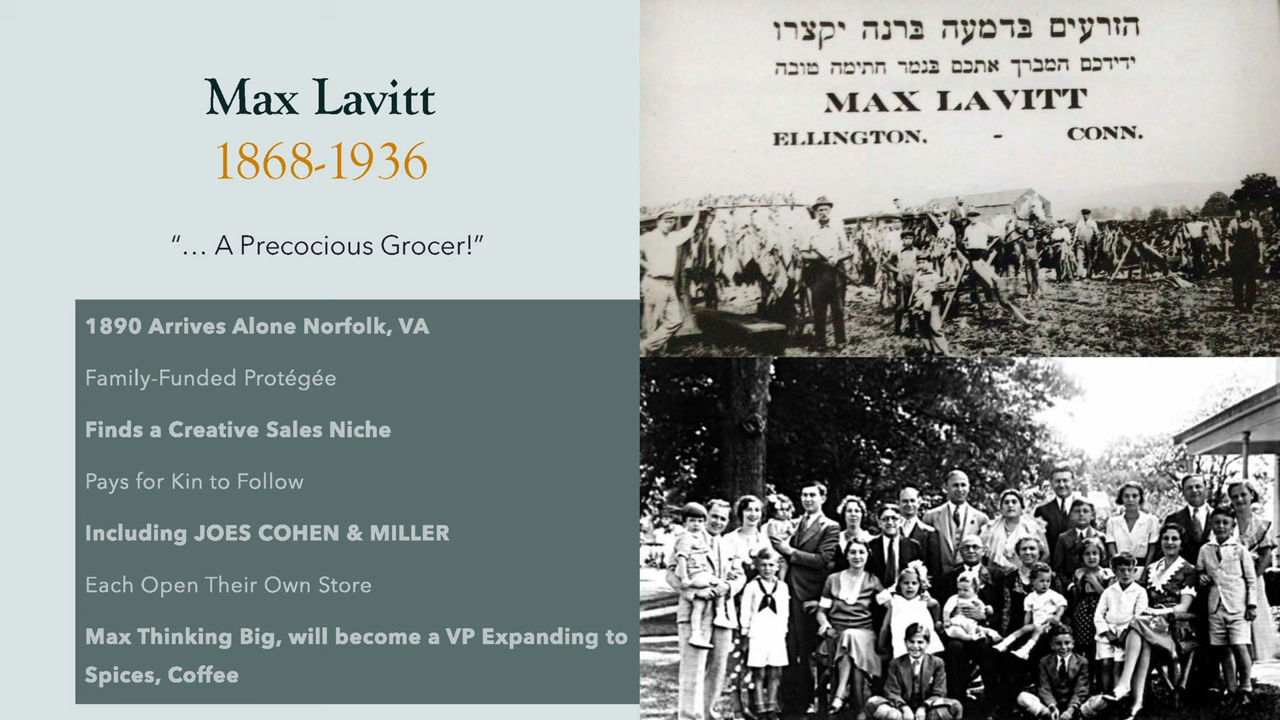 Max Lavitt
1868-1936
“... A Precocious Grocer!”
1890 Arrives Alone Norfolk, VA
Family-Funded Protégée
Finds a Creative Sales Niche
Pays for Kin to Follow
Including JOES COHEN & MILLER
Each Open Their Own Store
Max Thinking Big, will become a VP Expanding to
Spices, Coffee
הזרעים בדמעה ברנה יקצרו
ידידכם המברך אתכם בגמר חתימה טובה
MAX LAVITT
ELLINGTON, - CONN.